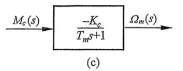 M_c(s)
-K_c
T_m s+1
Ω_m(s)
(c)